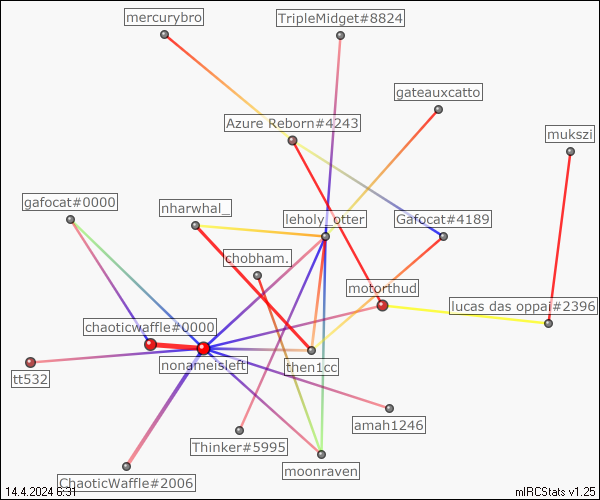 mercurybro
TripleMidget#8824
gateauxcatto
Azure Reborn#4243
mukszi
gafocat#0000
nharwhal_
leholy_otter
Gafocat#4189
chobham.
motorthud
lucas das oppai#2396
chaoticwaffle#0000
nonameisleft
then1cc
tt532
amah1246
Thinker#5995
moonraven
ChaoticWaffle#2006
14.4.2024 6:31
mIRCStats v1.25